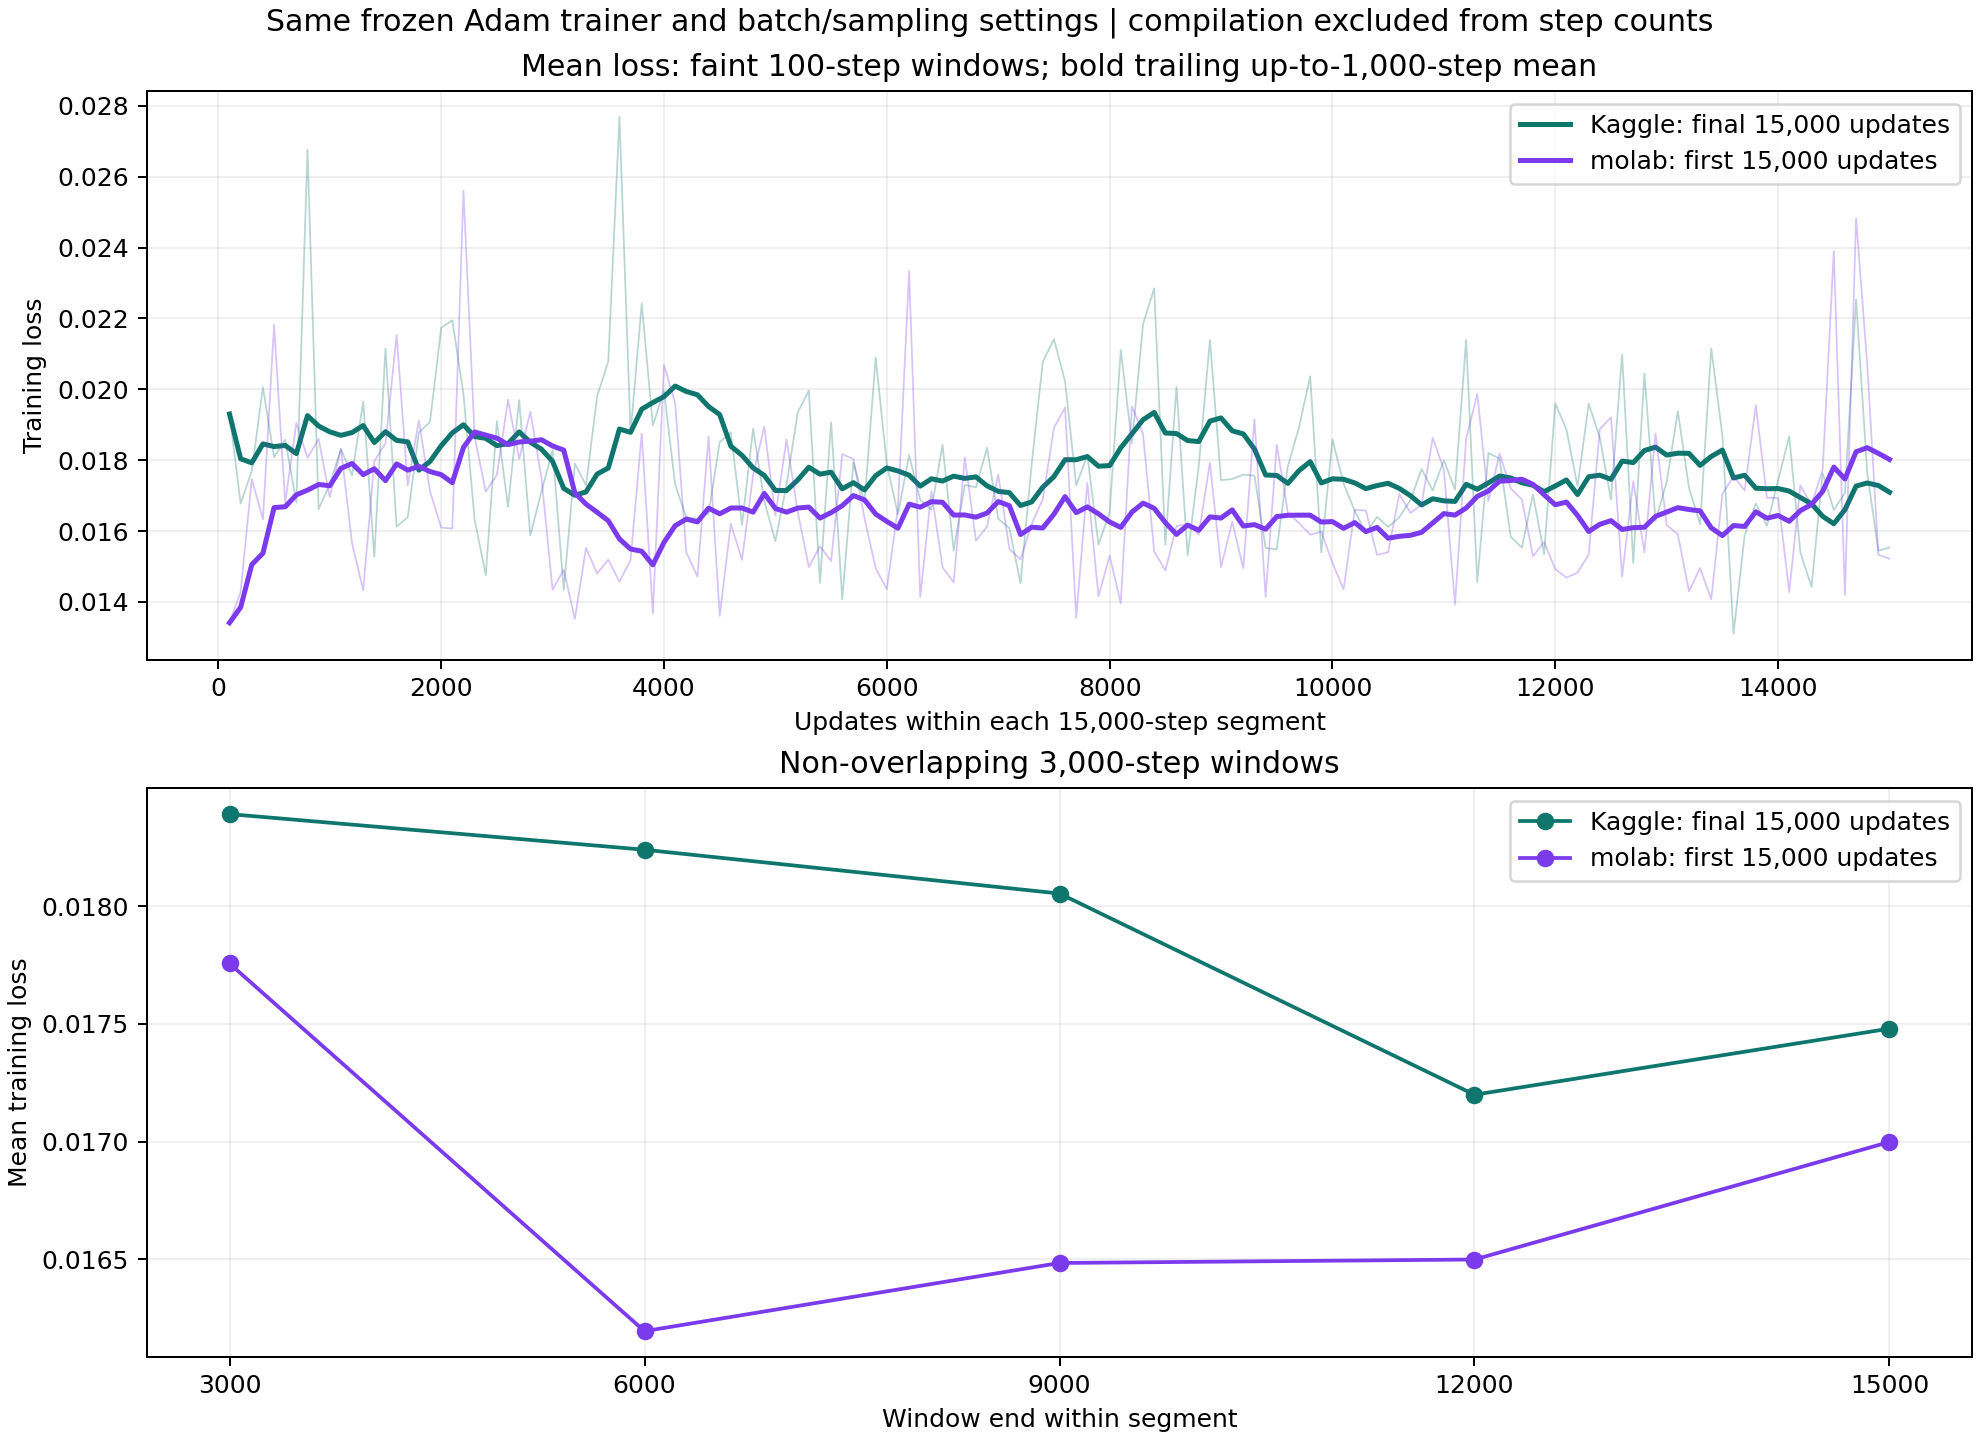 Same frozen Adam trainer and batch/sampling settings | compilation excluded from step counts
Mean loss: faint 100-step windows; bold trailing up-to-1,000-step mean
Training loss
0.028
0.026
0.024
0.022
0.020
0.018
0.016
0.014
Kaggle: final 15,000 updates
molab: first 15,000 updates
0 2000 4000 6000 8000 10000 12000 14000
Updates within each 15,000-step segment
Non-overlapping 3,000-step windows
Mean training loss
0.0180
0.0175
0.0170
0.0165
Kaggle: final 15,000 updates
molab: first 15,000 updates
3000 6000 9000 12000 15000
Window end within segment